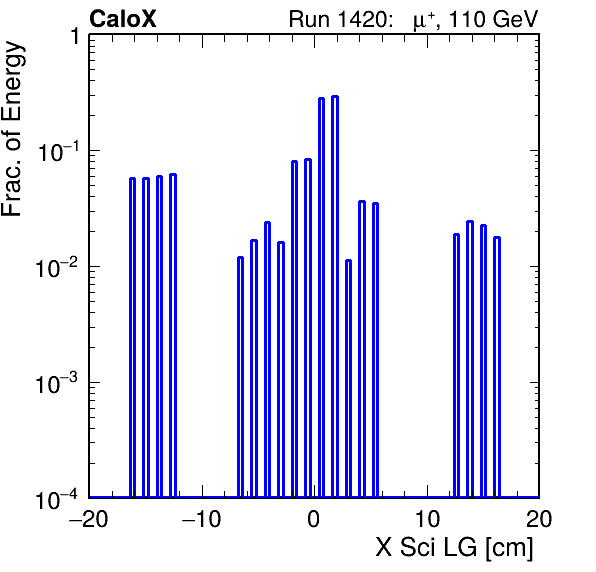 CaloX Run 1420: μ⁺, 110 GeV
Frac. of Energy
1
10⁻¹
10⁻²
10⁻³
10⁻⁴
−20 −10 0 10 20
X Sci LG [cm]